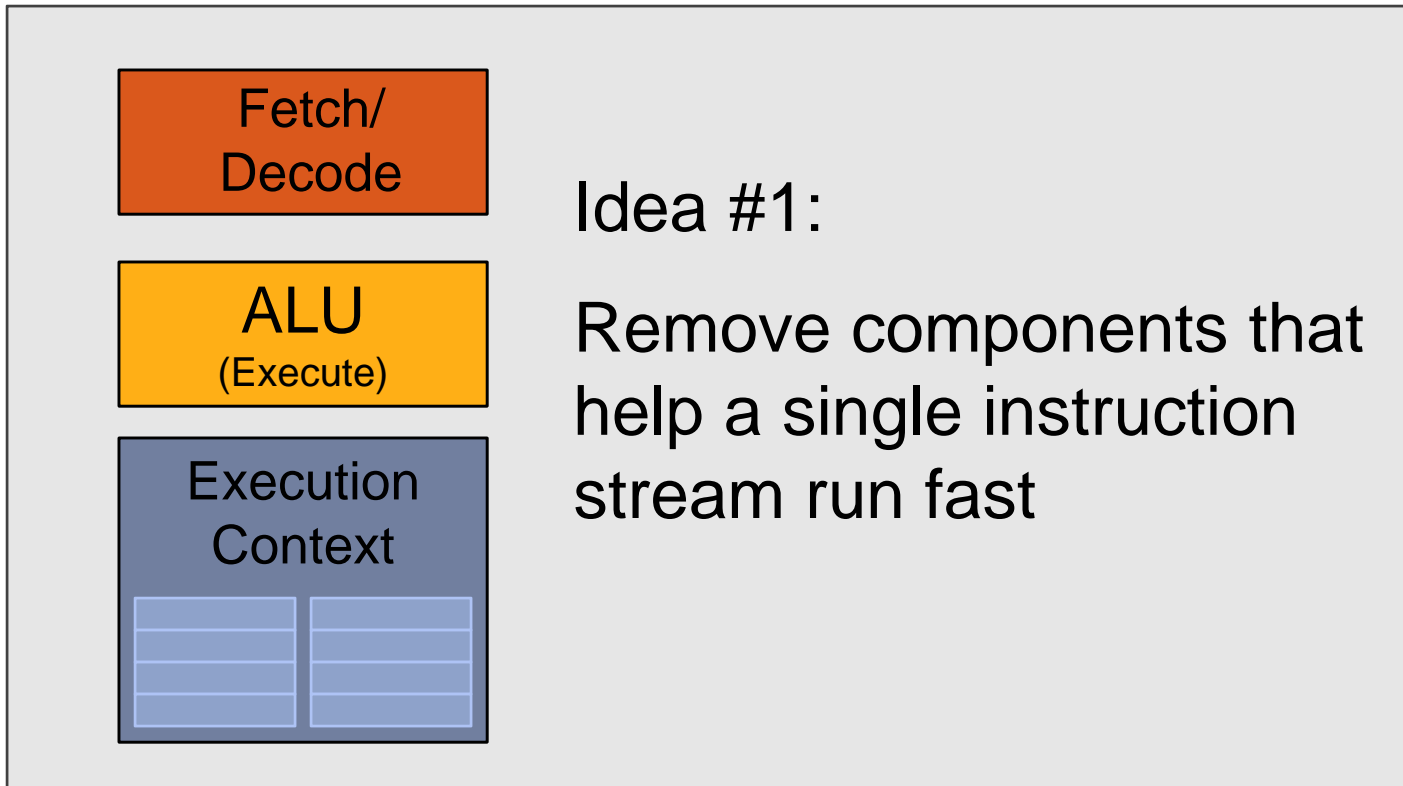 Fetch/
Decode
ALU
(Execute)
Execution
Context
Idea #1:
Remove components that
help a single instruction
stream run fast